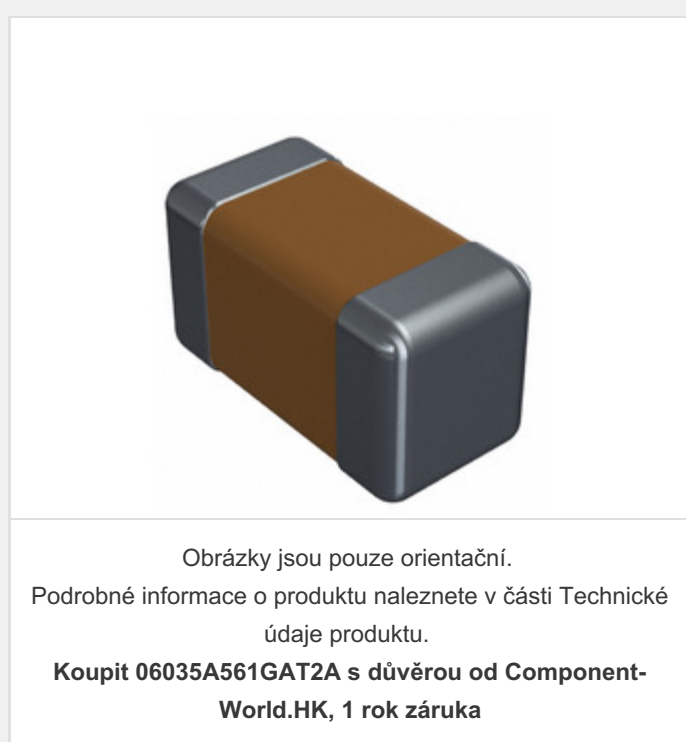 Obrázky jsou pouze orientační.
Podrobné informace o produktu naleznete v části Technické
údaje produktu.
Koupit 06035A561GAT2A s důvěrou od Component-
World.HK, 1 rok záruka